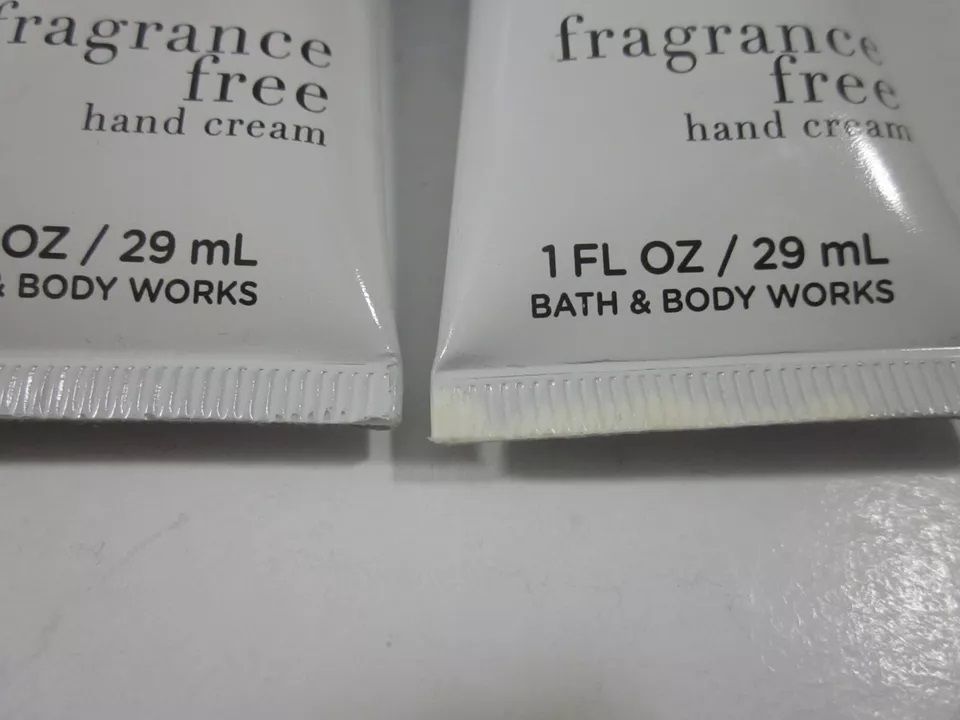 fragrance
free
hand cream
OZ / 29 mL
& BODY WORKS
fragrance
free
hand cream
1 FL OZ / 29 mL
BATH & BODY WORKS